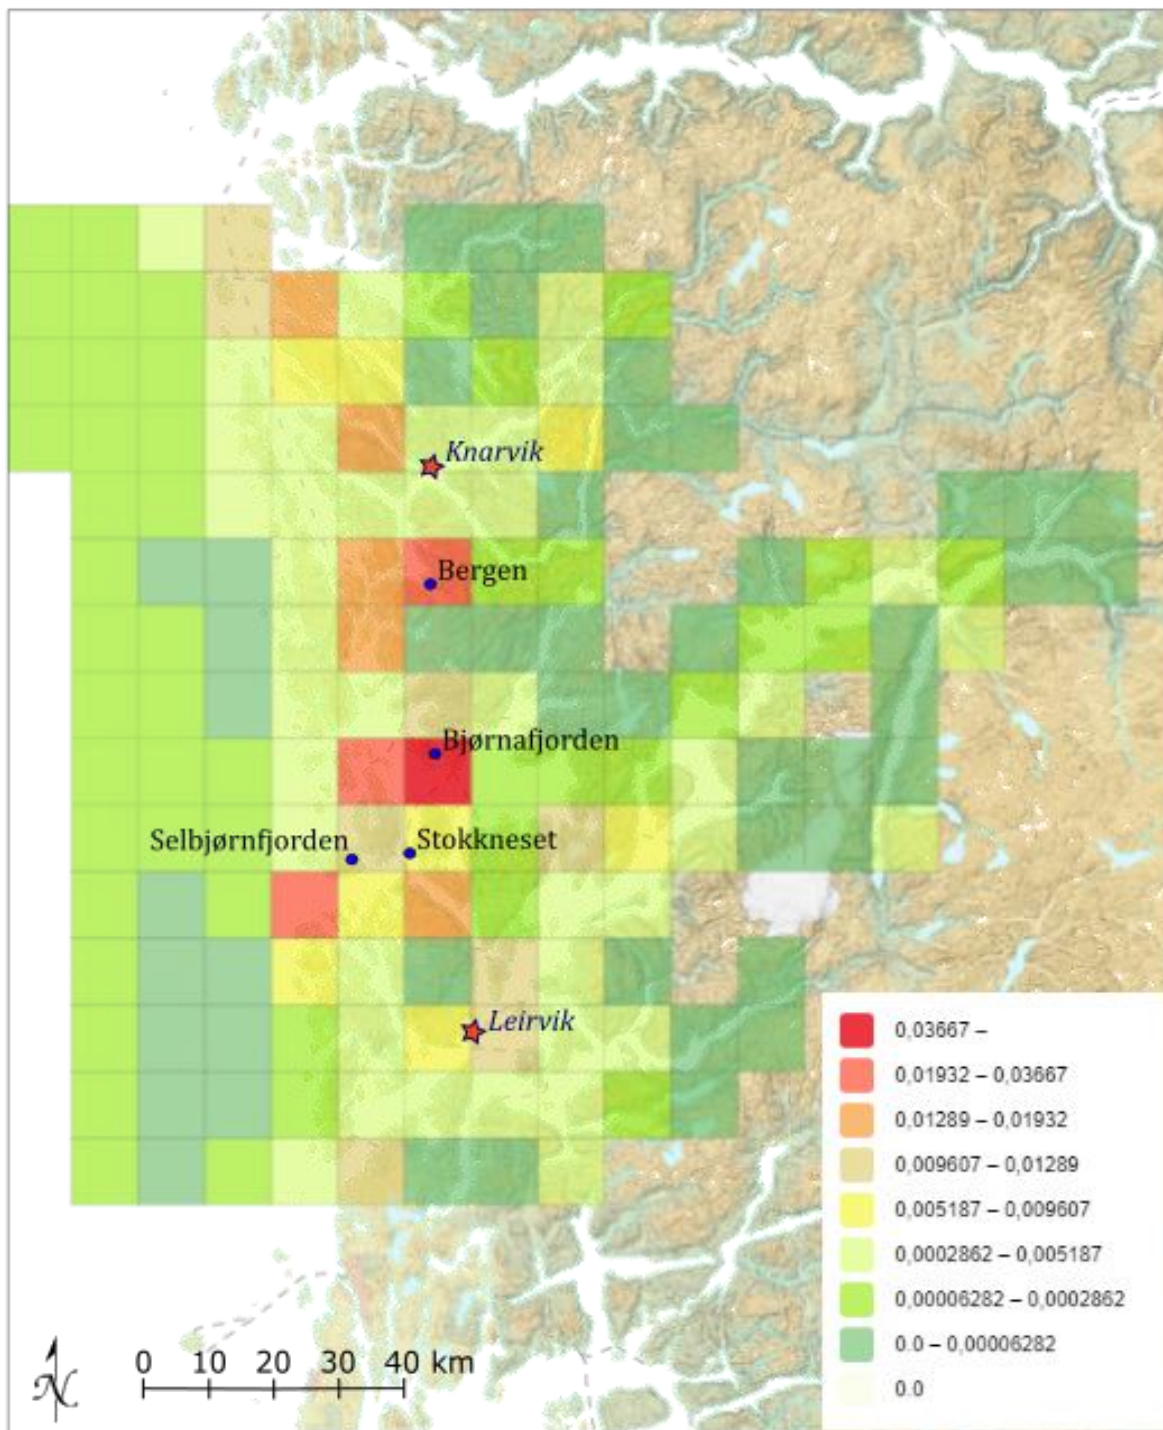 Knarvik
Bergen
Bjørnafjorden
Selbjørnfjorden
Stokkneset
Leirvik
0,03667 –
0,01932 – 0,03667
0,01289 – 0,01932
0,009607 – 0,01289
0,005187 – 0,009607
0,0002862 – 0,005187
0,00006282 – 0,0002862
0.0 – 0,00006282
0.0
N
0 10 20 30 40 km